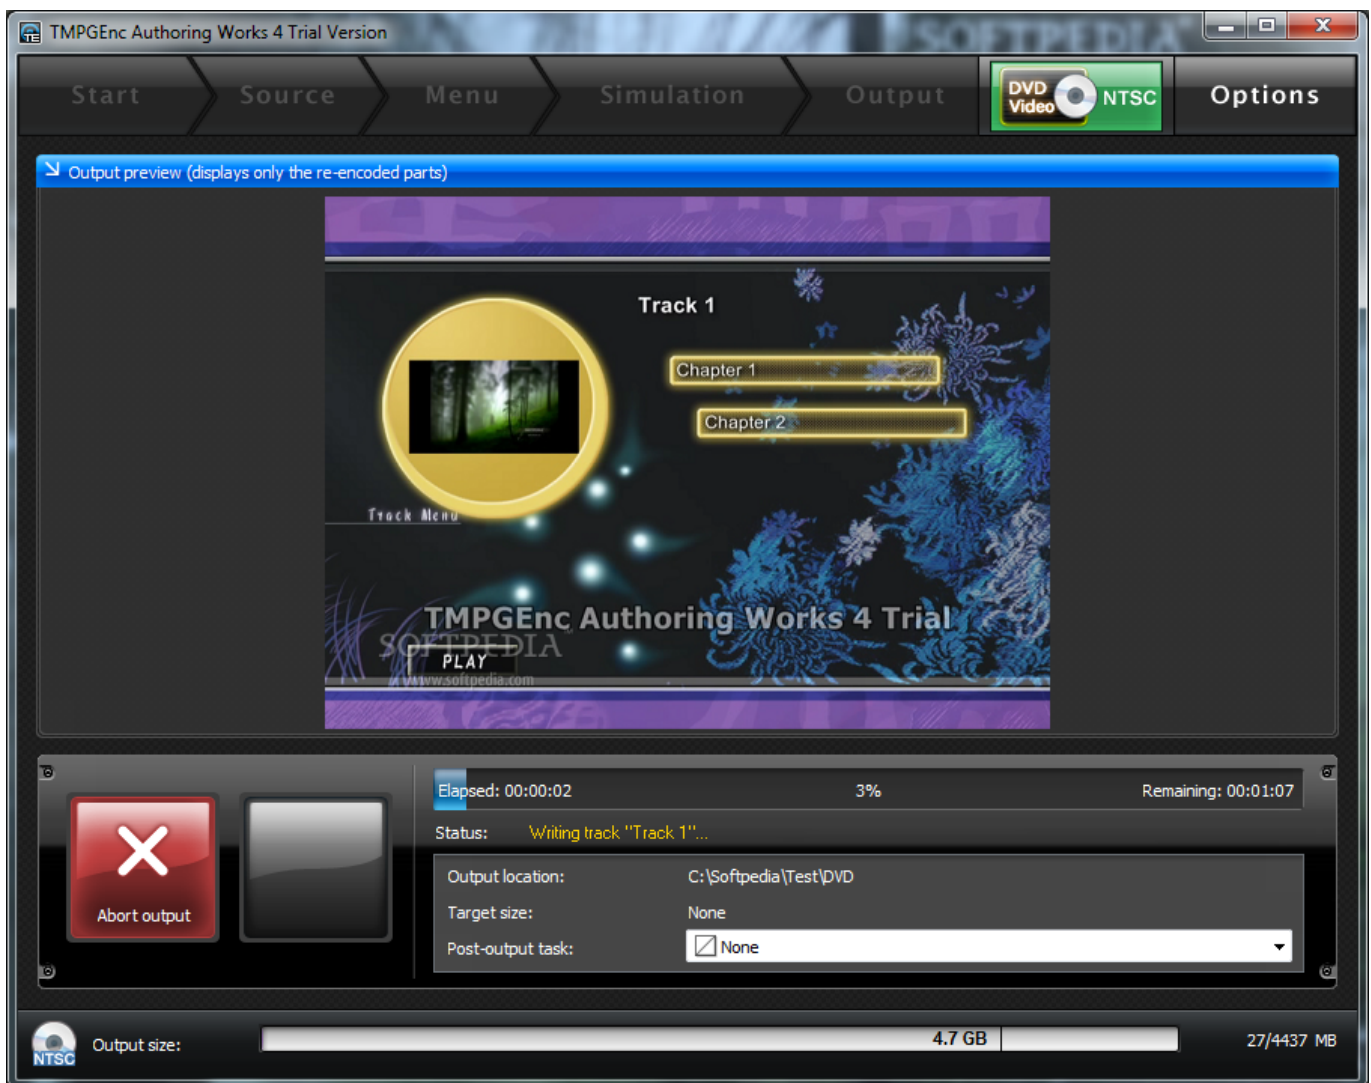 TMPGEnc Authoring Works 4 Trial Version
SOFTPEDIA
Start Source Menu Simulation Output DVD Video NTSC Options
Output preview (displays only the re-encoded parts)
Track 1
Chapter 1
Chapter 2
Track Menu
TMPGEnc Authoring Works 4 Trial
SOFTPEDIA
PLAY
www.softpedia.com
Elapsed: 00:00:02 3% Remaining: 00:01:07
Status: Writing track "Track 1"...
Abort output
Output location: C:\Softpedia\Test\DVD
Target size: None
Post-output task: None
NTSC Output size: 4.7 GB 27/4437 MB